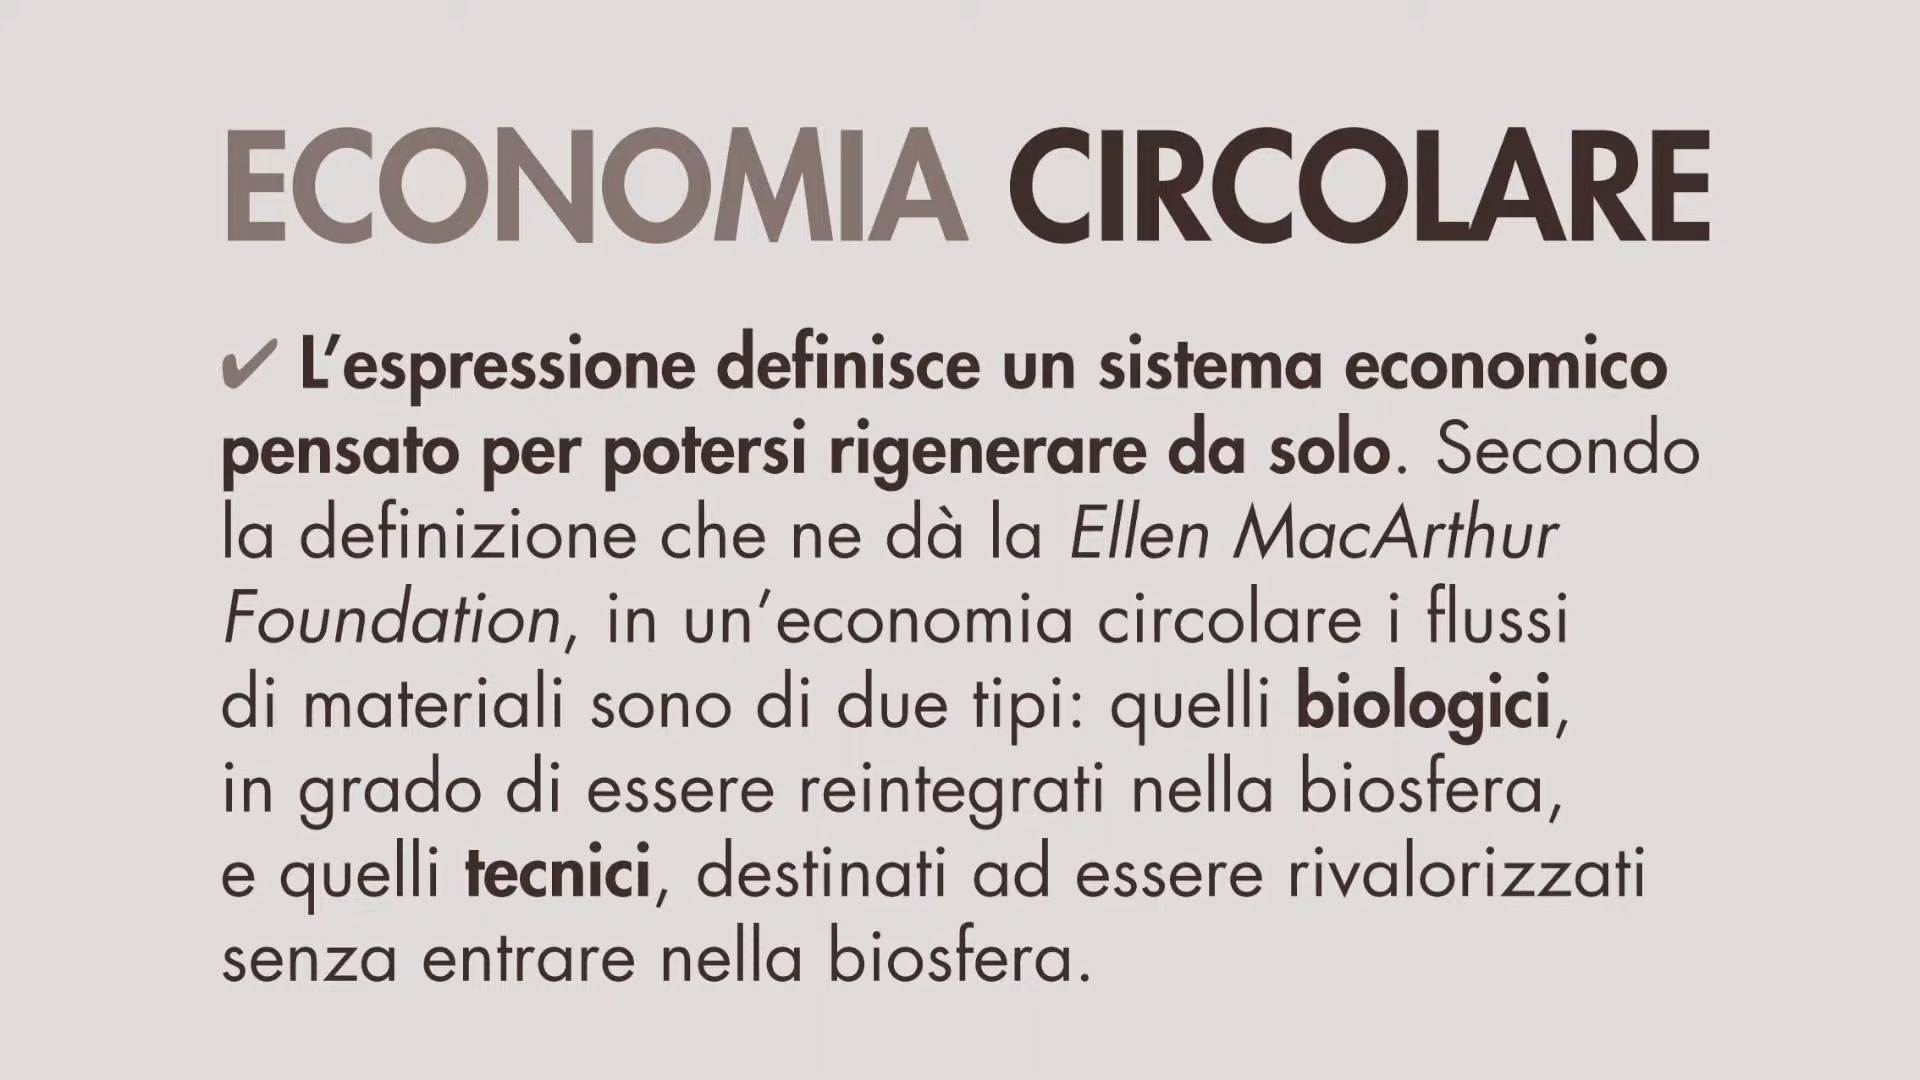 ECONOMIA CIRCOLARE
✔ L’espressione definisce un sistema economico
pensato per potersi rigenerare da solo. Secondo
la definizione che ne dà la Ellen MacArthur
Foundation, in un’economia circolare i flussi
di materiali sono di due tipi: quelli biologici,
in grado di essere reintegrati nella biosfera,
e quelli tecnici, destinati ad essere rivalorizzati
senza entrare nella biosfera.